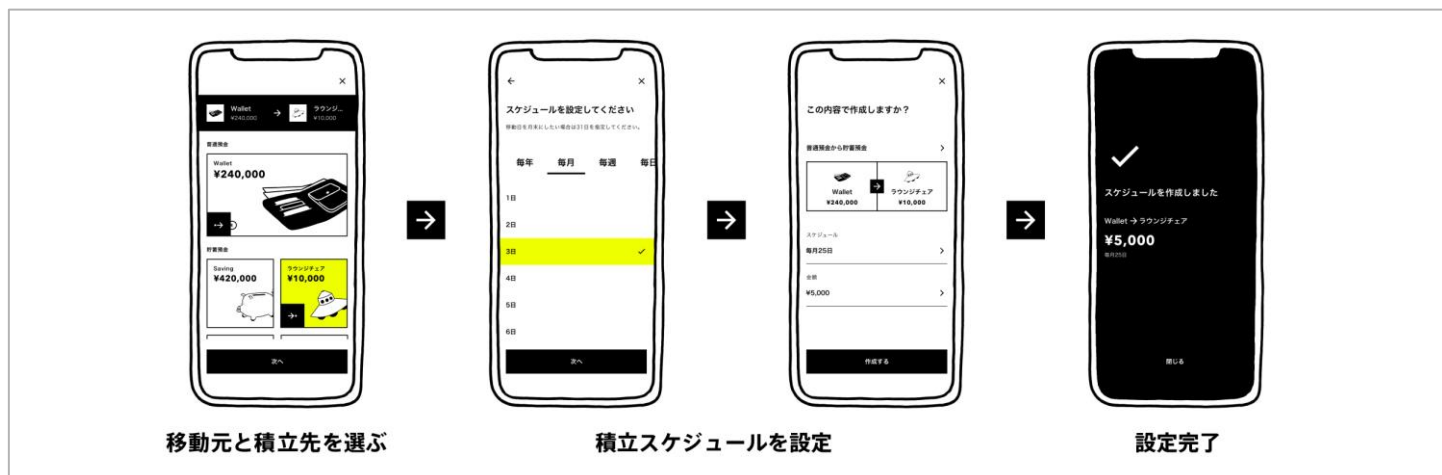 ×
Wallet
¥240,000
→
ラウンジ...
¥10,000
普通預金
Wallet
¥240,000
貯蓄預金
Saving
¥420,000
ラウンジチェア
¥10,000
次へ
移動元と積立先を選ぶ
→
← ×
スケジュールを設定してください
移動日を月末にしたい場合は31日を指定してください。
毎年 毎月 毎週 毎日
1日
2日
3日
4日
5日
6日
次へ
→
×
この内容で作成しますか？
普通預金から貯蓄預金 >
Wallet
¥240,000
→
ラウンジチェア
¥10,000
スケジュール
毎月25日 >
金額
¥5,000 >
作成する
積立スケジュールを設定
→
スケジュールを作成しました
Wallet → ラウンジチェア
¥5,000
毎月25日
閉じる
設定完了